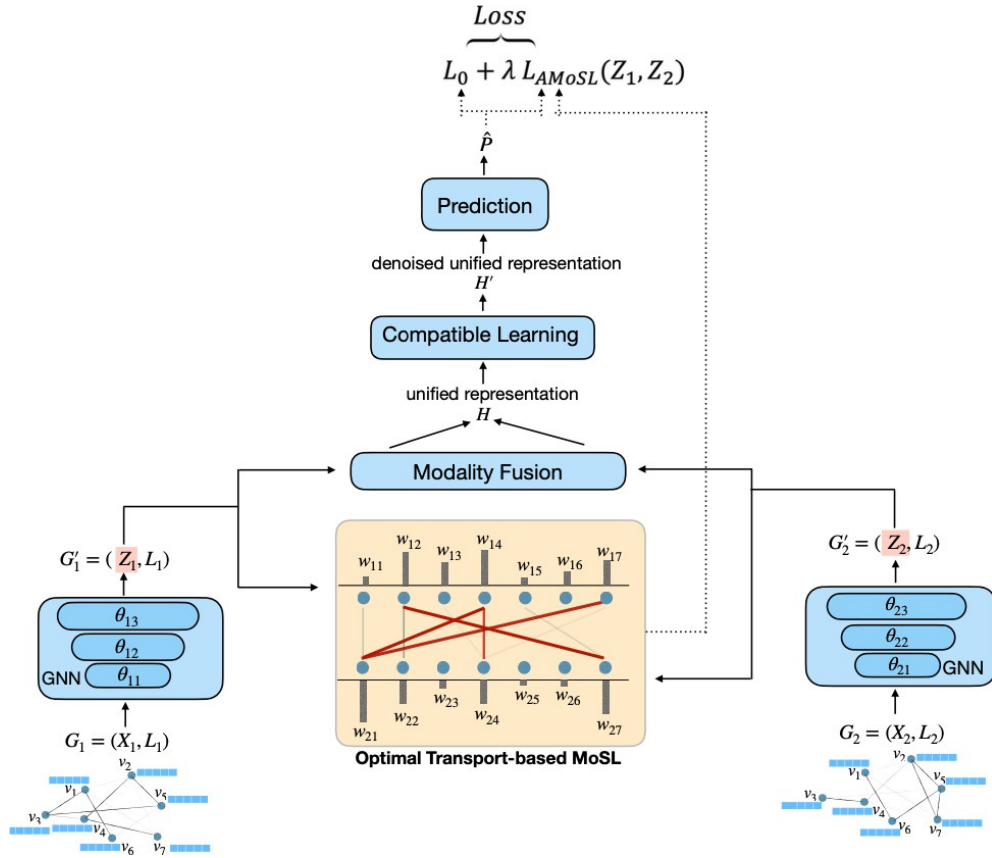 Loss
L₀ + λ L_AMoSL(Z₁, Z₂)
P̂
Prediction
denoised unified representation
H′
Compatible Learning
unified representation
H
Modality Fusion
G′₁ = ( Z₁, L₁)
θ₁₃
θ₁₂
θ₁₁
GNN
G₁ = (X₁, L₁)
v₂
v₁
v₅
v₃
v₄
v₆
v₇
w₁₁ w₁₂ w₁₃ w₁₄ w₁₅ w₁₆ w₁₇
w₂₁ w₂₂ w₂₃ w₂₄ w₂₅ w₂₆ w₂₇
Optimal Transport-based MoSL
G′₂ = ( Z₂, L₂)
θ₂₃
θ₂₂
θ₂₁
GNN
G₂ = (X₂, L₂)
v₂
v₁
v₅
v₃
v₄
v₆
v₇